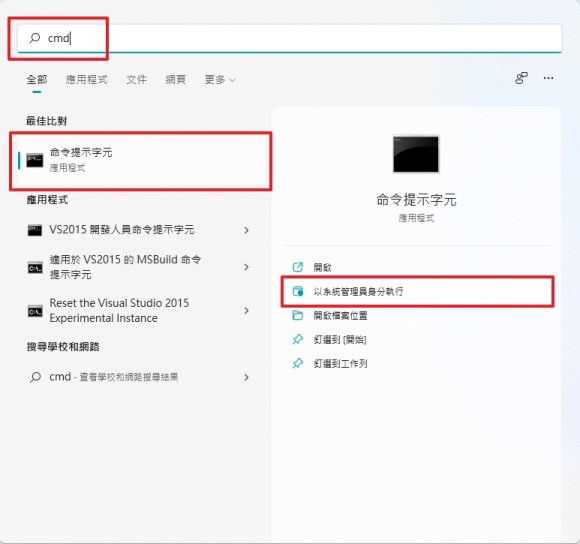 cmd
全部 應用程式 文件 網頁 更多
最佳比對
命令提示字元
應用程式
應用程式
VS2015 開發人員命令提示字元
適用於 VS2015 的 MSBuild 命令
提示字元
Reset the Visual Studio 2015
Experimental Instance
搜尋學校和網路
cmd - 查看學校和網路搜尋結果
命令提示字元
應用程式
開啟
以系統管理員身分執行
開啟檔案位置
釘選到 [開始]
釘選到工作列